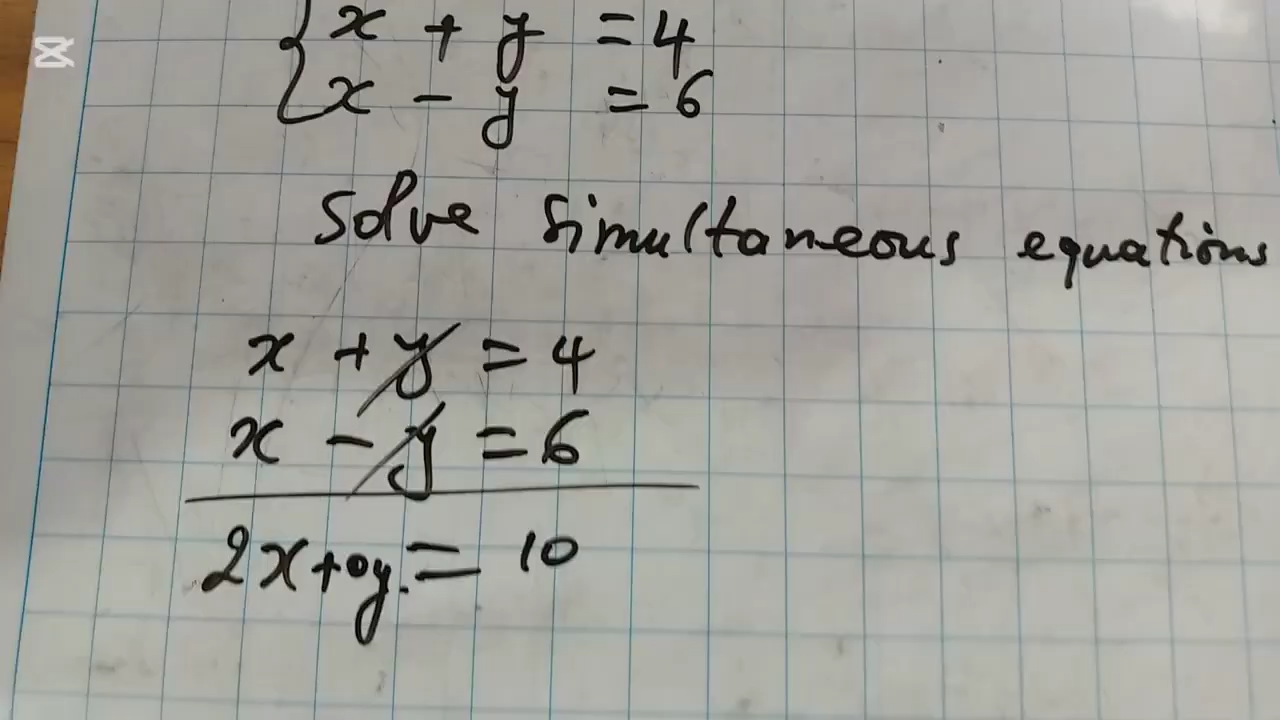 x + y = 4
x - y = 6
Solve simultaneous equations
x + y = 4
x - y = 6
2x+0y = 10